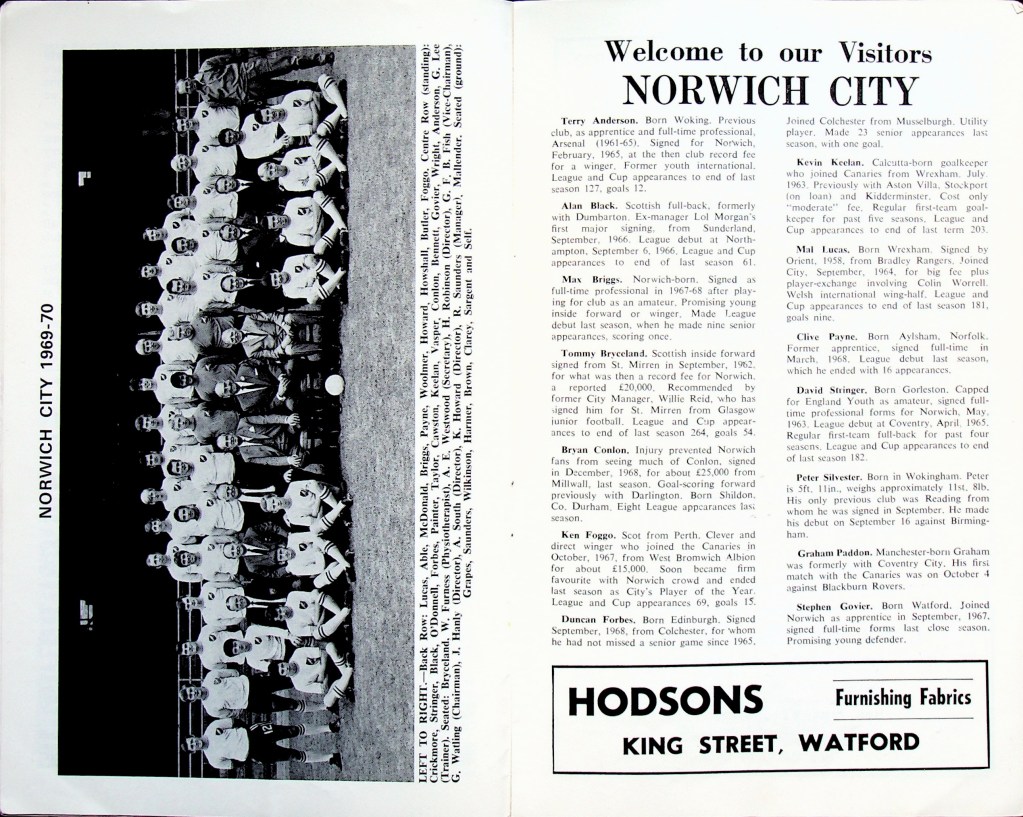 NORWICH CITY 1969-70
LEFT TO RIGHT.—Back Row: Lucas, Able, McDonald, Briggs, Payne, Woolmer, Howard, Howshall, Butler, Foggo. Centre Row (standing):
Crickmore, Stringer, Black, O'Donnell, Forbes, Painter, Taylor, Cawston, Keelan, Vasper, Conlon, Bennett, Govier, Wright, Anderson, G. Lee
(Trainer). Seated: Bryceland, W. Furness (Physiotherapist), A. E. Westwood (Secretary), H. Robinson (Director), G. F. B. Fish (Vice-Chairman),
G. Watling (Chairman), J. Hanly (Director), A. South (Director), K. Howard (Director), R. Saunders (Manager), Mallender. Seated (ground):
Grapes, Saunders, Wilkinson, Harmer, Brown, Clarey, Sargent and Self.
Welcome to our Visitors
NORWICH CITY
Terry Anderson. Born Woking. Previous
club, as apprentice and full-time professional,
Arsenal (1961-65). Signed for Norwich,
February, 1965, at the then club record fee
for a winger. Former youth international.
League and Cup appearances to end of last
season 127, goals 12.
Alan Black. Scottish full-back, formerly
with Dumbarton. Ex-manager Lol Morgan's
first major signing, from Sunderland,
September, 1966. League debut at North-
ampton, September 6, 1966. League and Cup
appearances to end of last season 61.
Max Briggs. Norwich-born. Signed as
full-time professional in 1967-68 after play-
ing for club as an amateur. Promising young
inside forward or winger. Made League
debut last season, when he made nine senior
appearances, scoring once.
Tommy Bryceland. Scottish inside forward
signed from St. Mirren in September, 1962,
for what was then a record fee for Norwich,
a reported £20,000. Recommended by
former City Manager, Willie Reid, who has
signed him for St. Mirren from Glasgow
junior football. League and Cup appear-
ances to end of last season 264, goals 54.
Bryan Conlon. Injury prevented Norwich
fans from seeing much of Conlon, signed
in December, 1968, for about £25,000 from
Millwall, last season. Goal-scoring forward
previously with Darlington. Born Shildon,
Co. Durham. Eight League appearances last
season.
Ken Foggo. Scot from Perth. Clever and
direct winger who joined the Canaries in
October, 1967, from West Bromwich Albion
for about £15,000. Soon became firm
favourite with Norwich crowd and ended
last season as City's Player of the Year.
League and Cup appearances 69, goals 15.
Duncan Forbes. Born Edinburgh. Signed
September, 1968, from Colchester, for whom
he had not missed a senior game since 1965.
Joined Colchester from Musselburgh. Utility
player. Made 23 senior appearances last
season, with one goal.
Kevin Keelan. Calcutta-born goalkeeper
who joined Canaries from Wrexham, July,
1963. Previously with Aston Villa, Stockport
(on loan) and Kidderminster. Cost only
"moderate" fee. Regular first-team goal-
keeper for past five seasons. League and
Cup appearances to end of last term 203.
Mal Lucas. Born Wrexham. Signed by
Orient, 1958, from Bradley Rangers. Joined
City, September, 1964, for big fee plus
player-exchange involving Colin Worrell.
Welsh international wing-half. League and
Cup appearances to end of last season 181,
goals nine.
Clive Payne. Born Aylsham, Norfolk.
Former apprentice, signed full-time in
March, 1968. League debut last season,
which he ended with 16 appearances.
David Stringer. Born Gorleston. Capped
for England Youth as amateur, signed full-
time professional forms for Norwich, May,
1963. League debut at Coventry, April, 1965.
Regular first-team full-back for past four
seasons. League and Cup appearances to end
of last season 182.
Peter Silvester. Born in Wokingham. Peter
is 5ft. 11in., weighs approximately 11st. 8lb.
His only previous club was Reading from
whom he was signed in September. He made
his debut on September 16 against Birming-
ham.
Graham Paddon. Manchester-born Graham
was formerly with Coventry City. His first
match with the Canaries was on October 4
against Blackburn Rovers.
Stephen Govier. Born Watford. Joined
Norwich as apprentice in September, 1967,
signed full-time forms last close season.
Promising young defender.
HODSONS
Furnishing Fabrics
KING STREET, WATFORD